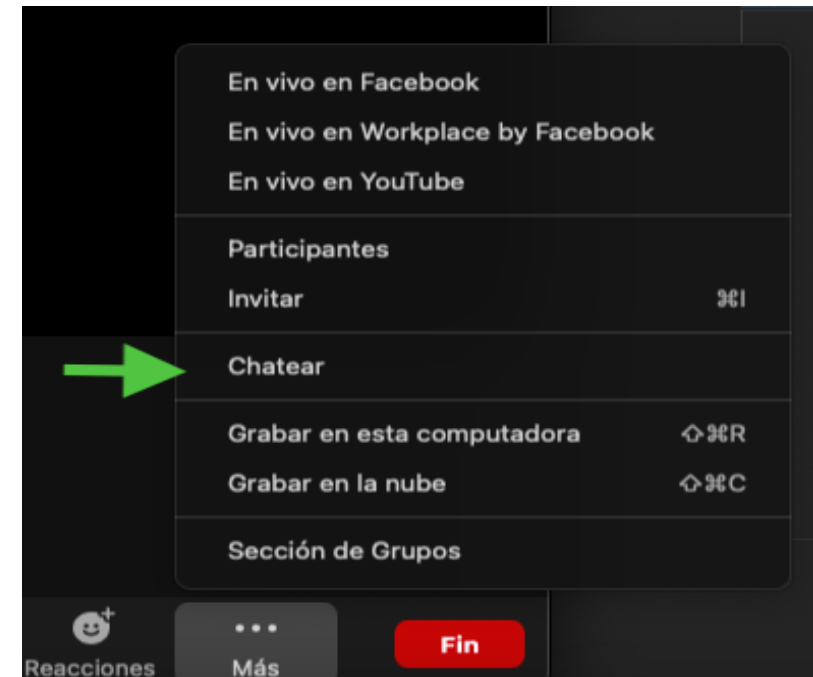 En vivo en Facebook
En vivo en Workplace by Facebook
En vivo en YouTube
Participantes
Invitar ⌘I
Chatear
Grabar en esta computadora ⇧⌘R
Grabar en la nube ⇧⌘C
Sección de Grupos
Reacciones
Más
Fin